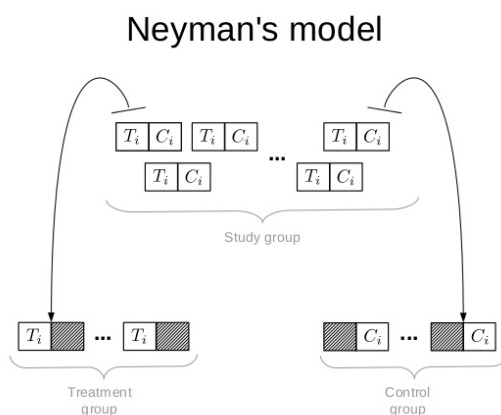 Neyman's model
T_i C_i T_i C_i ... T_i C_i
T_i C_i T_i C_i
Study group
T_i ... T_i
C_i ... C_i
Treatment
group
Control
group